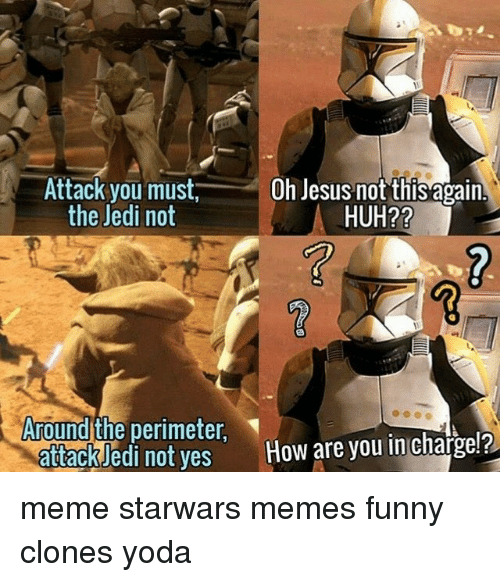 Attack you must,
the Jedi not
Oh Jesus not this again.
HUH??
Around the perimeter,
attack Jedi not yes
How are you in charge!?
? ? ? ?
meme starwars memes funny
clones yoda